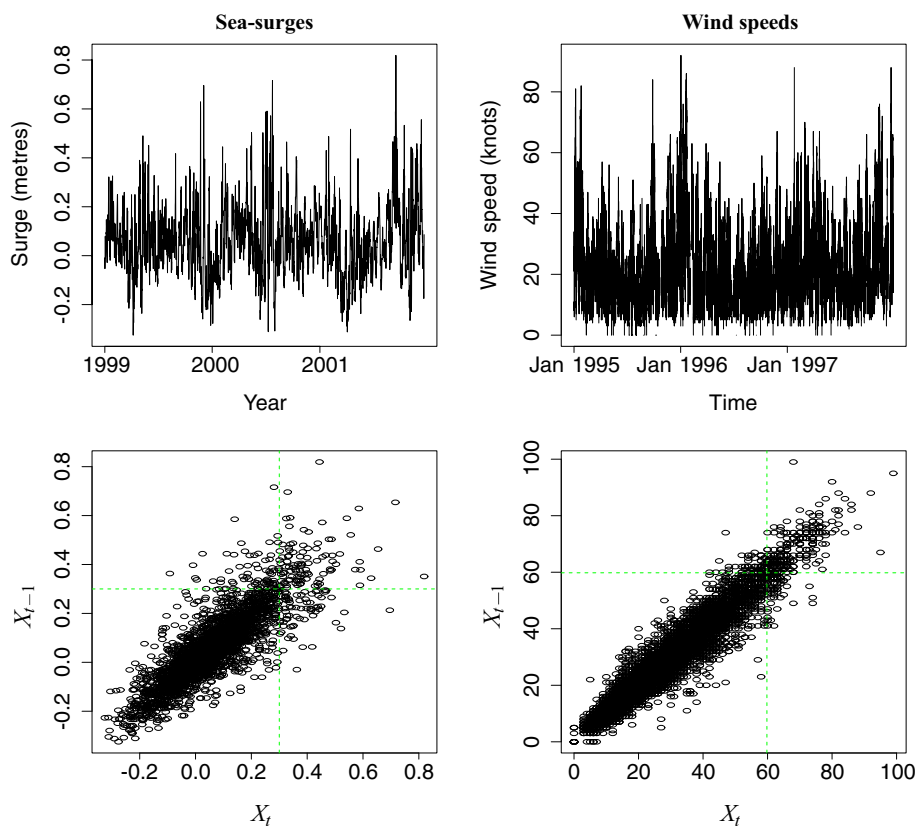 Sea-surges
Wind speeds
Surge (metres)
0.8
0.6
0.4
0.2
0.0
-0.2
1999
2000
2001
Year
Wind speed (knots)
80
60
40
20
0
Jan 1995
Jan 1996
Jan 1997
Time
X_{t-1}
0.8
0.6
0.4
0.2
0.0
-0.2
-0.2
0.0
0.2
0.4
0.6
0.8
X_t
X_{t-1}
100
80
60
40
20
0
0
20
40
60
80
100
X_t